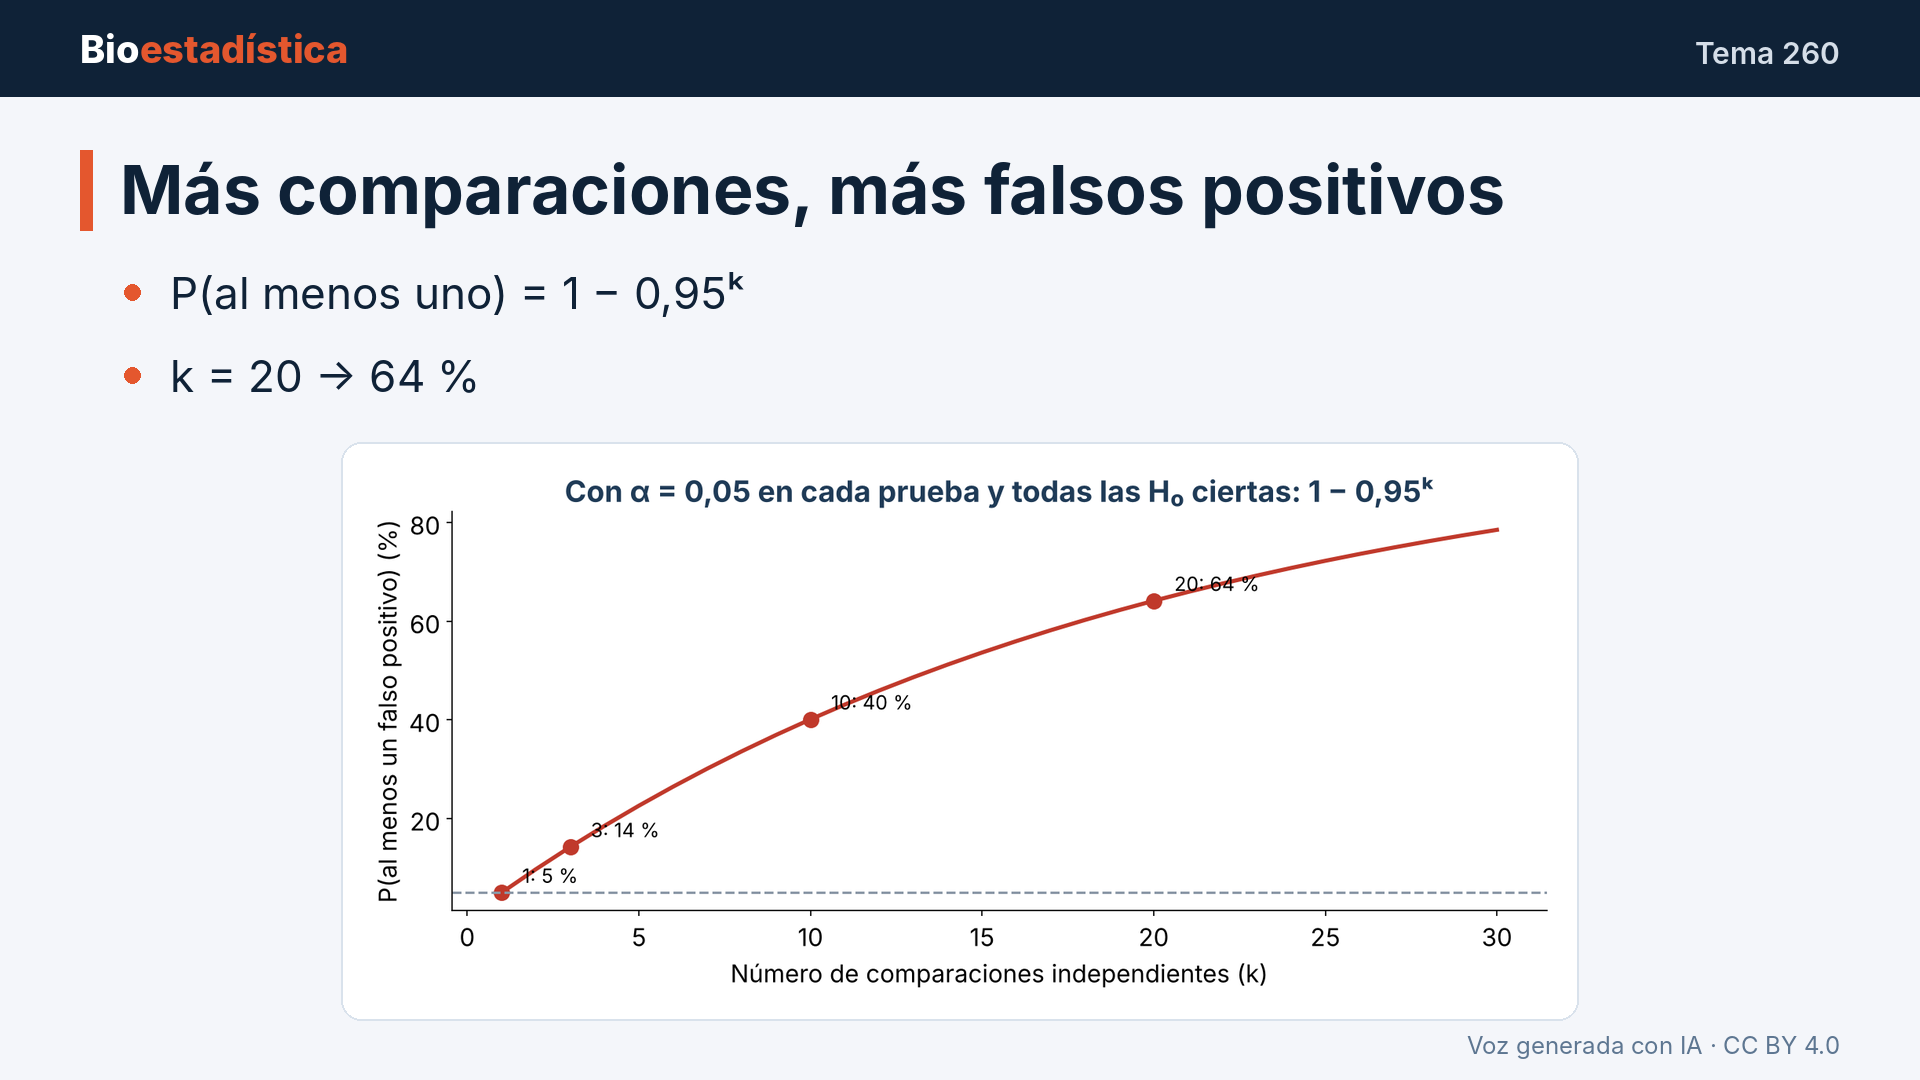 Bioestadística
Tema 260
Más comparaciones, más falsos positivos
P(al menos uno) = 1 − 0,95ᵏ
k = 20 → 64 %
Con α = 0,05 en cada prueba y todas las H₀ ciertas: 1 − 0,95ᵏ
P(al menos un falso positivo) (%)
80
60
40
20
20: 64 %
10: 40 %
3: 14 %
1: 5 %
0 5 10 15 20 25 30
Número de comparaciones independientes (k)
Voz generada con IA · CC BY 4.0